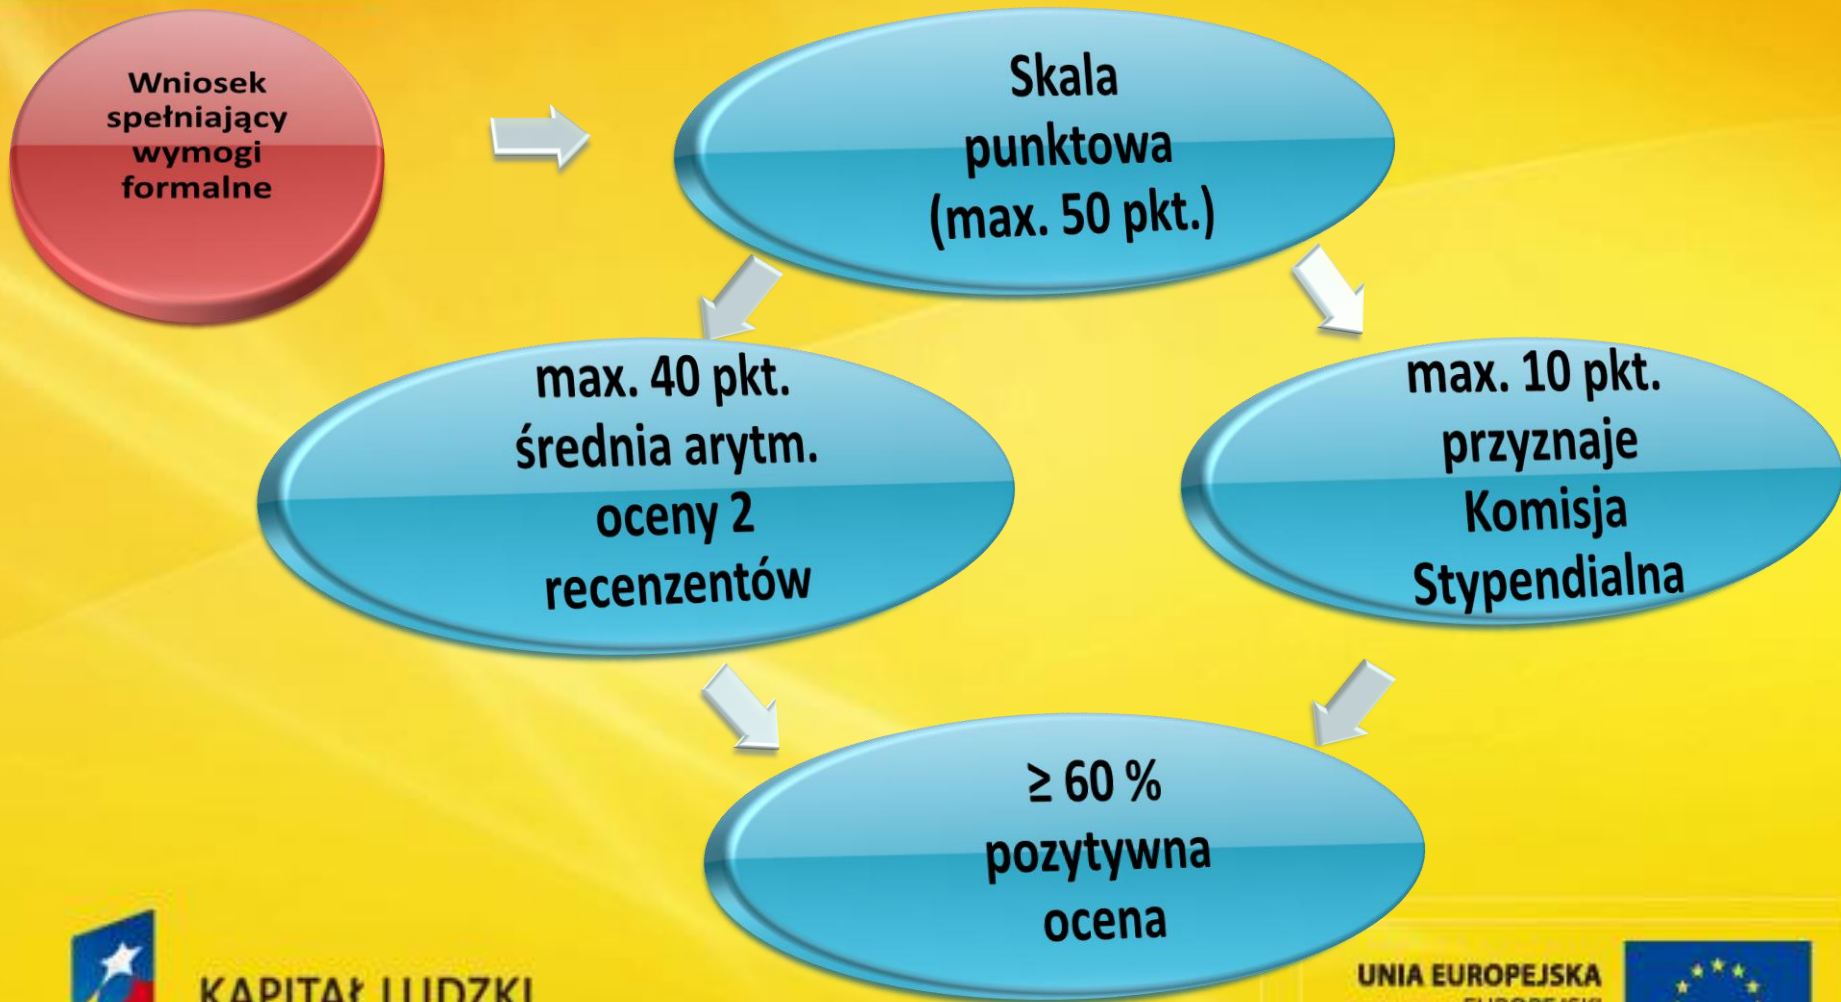 Wniosek
spełniający
wymogi
formalne
Skala
punktowa
(max. 50 pkt.)
max. 40 pkt.
średnia arytm.
oceny 2
recenzentów
max. 10 pkt.
przyznaje
Komisja
Stypendialna
≥ 60 %
pozytywna
ocena
KAPITAŁ LUDZKI
UNIA EUROPEJSKA
EUROPEJSKI